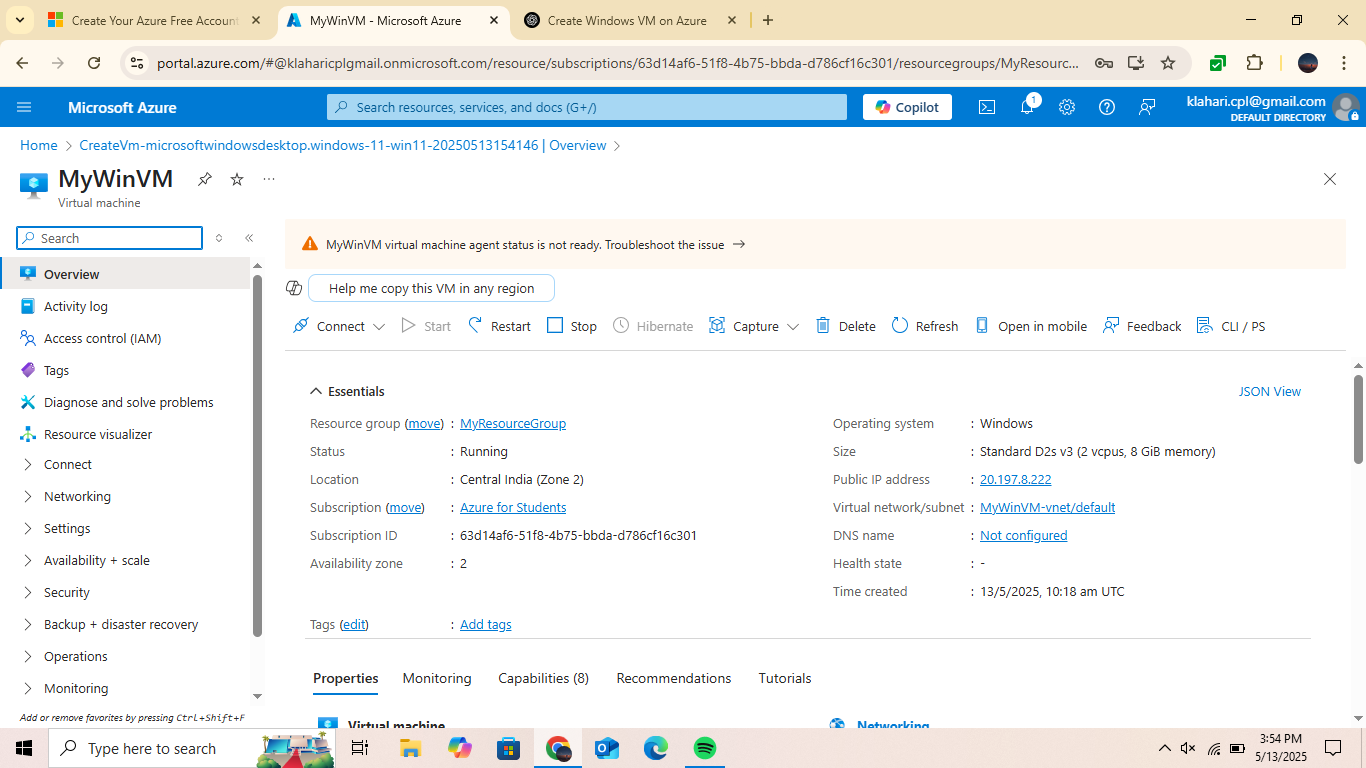 Create Your Azure Free Account
MyWinVM - Microsoft Azure
Create Windows VM on Azure
portal.azure.com/#@klaharicplgmail.onmicrosoft.com/resource/subscriptions/63d14af6-51f8-4b75-bbda-d786cf16c301/resourcegroups/MyResourc...
Microsoft Azure
Search resources, services, and docs (G+/)
Copilot
1
klahari.cpl@gmail.com
DEFAULT DIRECTORY
Home > CreateVm-microsoftwindowsdesktop.windows-11-win11-20250513154146 | Overview >
MyWinVM
Virtual machine
Search
MyWinVM virtual machine agent status is not ready. Troubleshoot the issue →
Help me copy this VM in any region
Connect
Start
Restart
Stop
Hibernate
Capture
Delete
Refresh
Open in mobile
Feedback
CLI / PS
Overview
Activity log
Access control (IAM)
Tags
Diagnose and solve problems
Resource visualizer
Connect
Networking
Settings
Availability + scale
Security
Backup + disaster recovery
Operations
Monitoring
Add or remove favorites by pressing Ctrl+Shift+F
Essentials
JSON View
Resource group (move) : MyResourceGroup
Status : Running
Location : Central India (Zone 2)
Subscription (move) : Azure for Students
Subscription ID : 63d14af6-51f8-4b75-bbda-d786cf16c301
Availability zone : 2
Operating system : Windows
Size : Standard D2s v3 (2 vcpus, 8 GiB memory)
Public IP address : 20.197.8.222
Virtual network/subnet : MyWinVM-vnet/default
DNS name : Not configured
Health state : -
Time created : 13/5/2025, 10:18 am UTC
Tags (edit) : Add tags
Properties
Monitoring
Capabilities (8)
Recommendations
Tutorials
Virtual machine
Networking
Type here to search
3:54 PM
5/13/2025